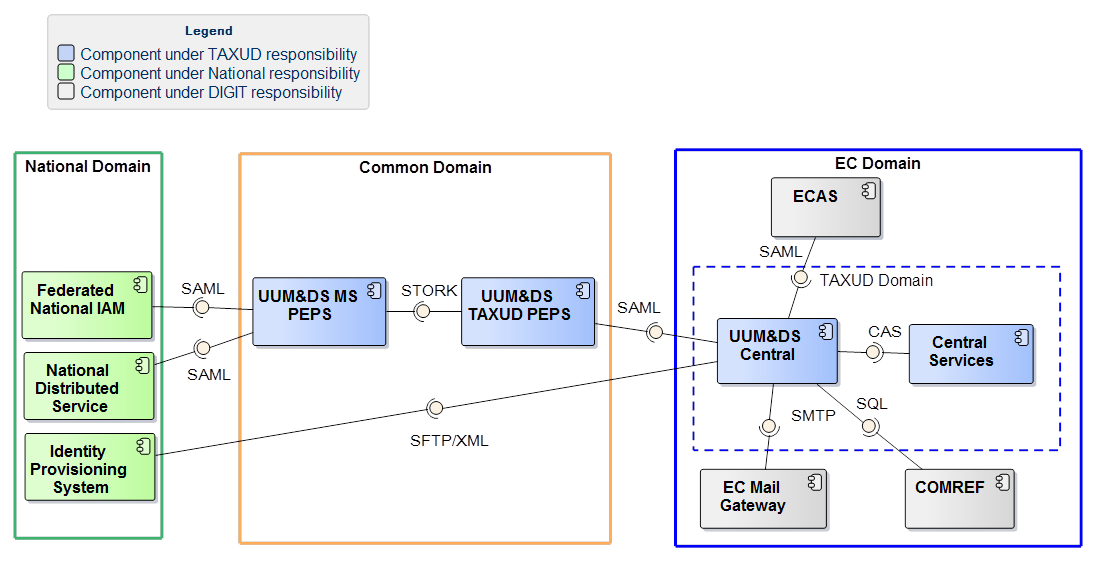 Legend
Component under TAXUD responsibility
Component under National responsibility
Component under DIGIT responsibility
National Domain
Common Domain
EC Domain
ECAS
SAML
TAXUD Domain
Federated
National IAM
SAML
UUM&DS MS
PEPS
STORK
UUM&DS
TAXUD PEPS
SAML
UUM&DS
Central
CAS
Central
Services
National
Distributed
Service
SAML
SMTP
SQL
SFTP/XML
Identity
Provisioning
System
EC Mail
Gateway
COMREF